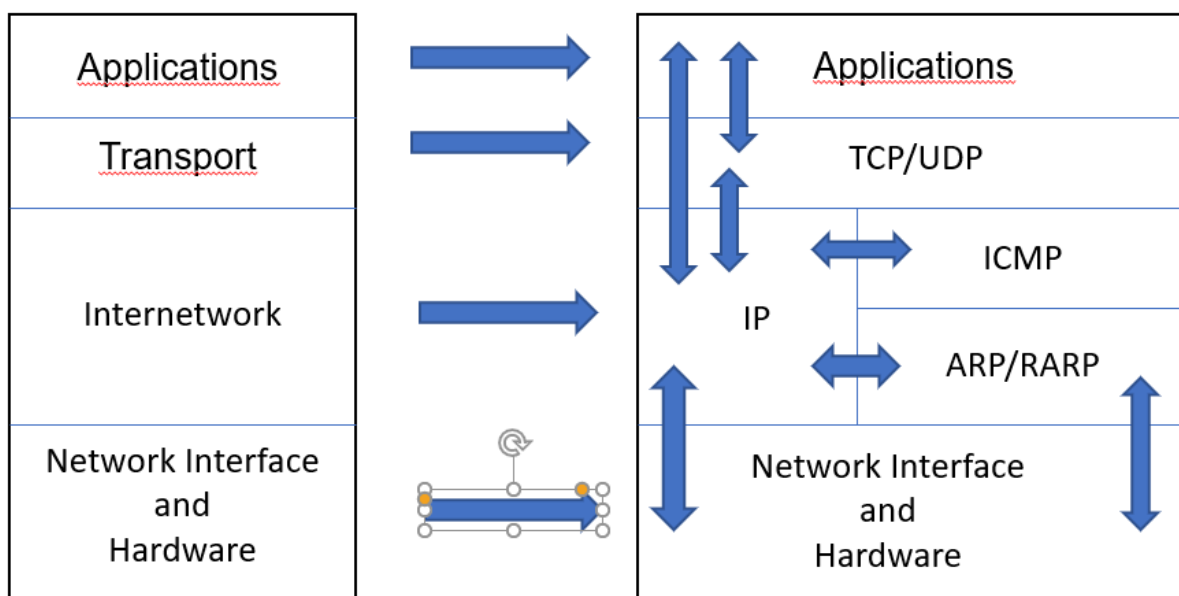 Applications
Transport
Internetwork
Network Interface
and
Hardware
Applications
TCP/UDP
IP
ICMP
ARP/RARP
Network Interface
and
Hardware